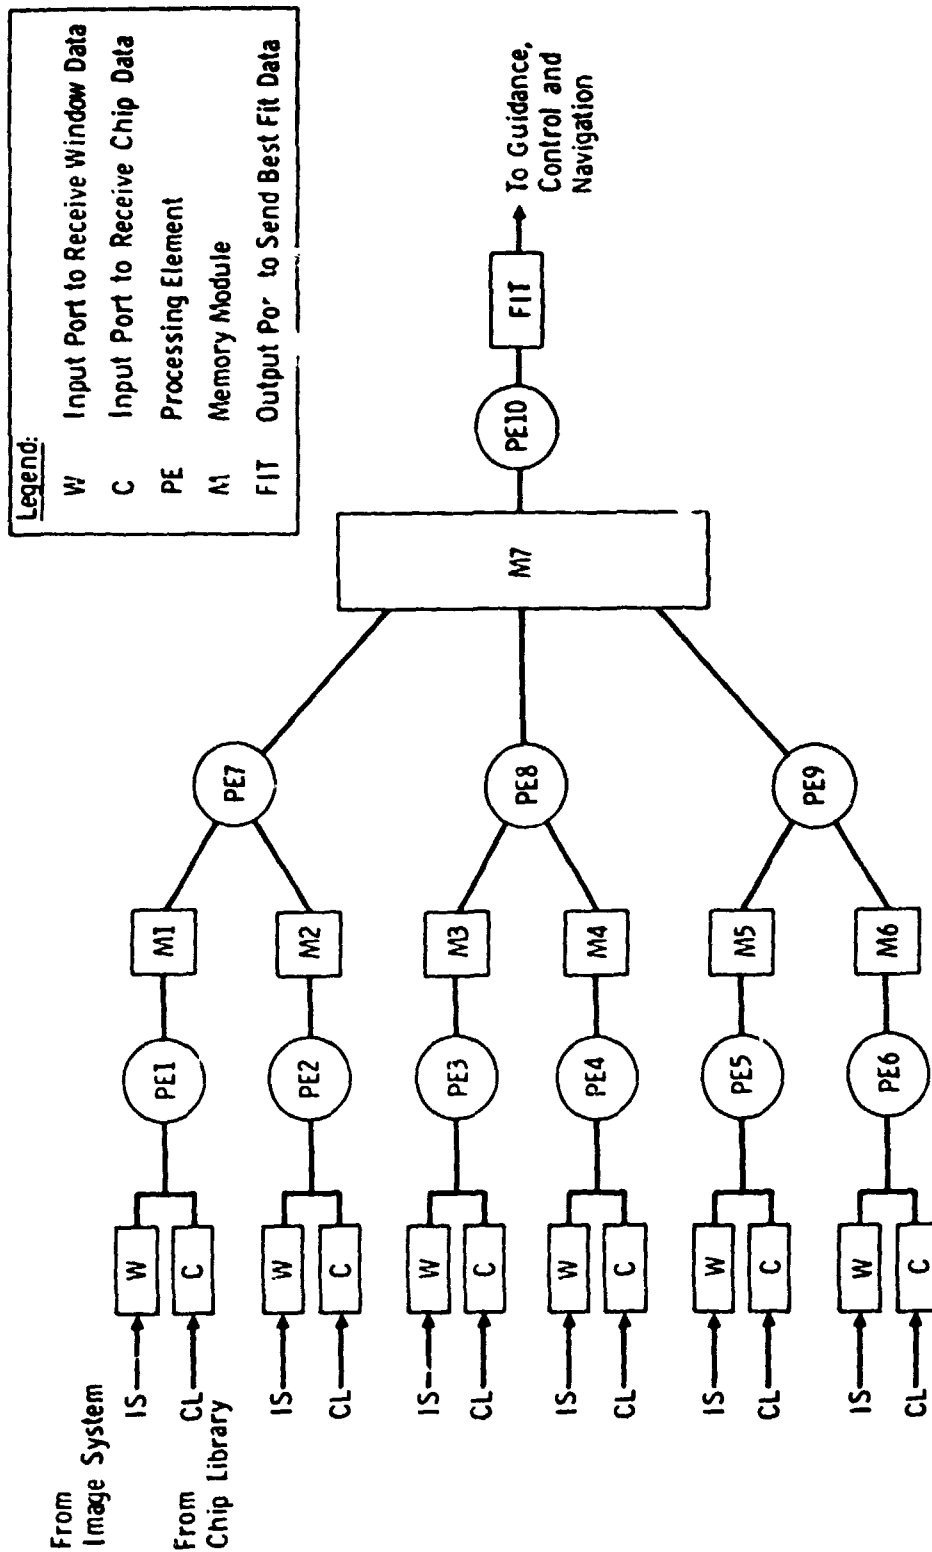 Legend:
W Input Port to Receive Window Data
C Input Port to Receive Chip Data
PE Processing Element
M Memory Module
FIT Output Po to Send Best Fit Data
From
Image System
IS
W
CL
C
From
Chip Library
PE1
M1
IS
W
CL
C
PE2
M2
PE7
IS
W
CL
C
PE3
M3
IS
W
CL
C
PE4
M4
PE8
IS
W
CL
C
PE5
M5
IS
W
CL
C
PE6
M6
PE9
M7
PE10
FIT
To Guidance,
Control and
Navigation